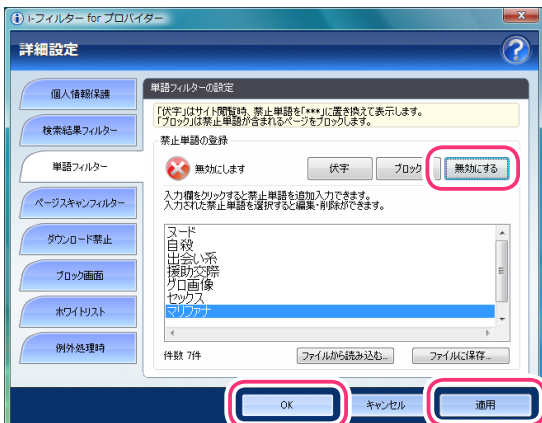 i-フィルター for プロバイダー
詳細設定
個人情報保護
検索結果フィルター
単語フィルター
ページスキャンフィルター
ダウンロード禁止
ブロック画面
ホワイトリスト
例外処理時
単語フィルターの設定
「伏字」はサイト閲覧時、禁止単語を「***」に置き換えて表示します。
「ブロック」は禁止単語が含まれるページをブロックします。
禁止単語の登録
無効にします
伏字
ブロック
無効にする
入力欄をクリックすると禁止単語を追加入力できます。
入力された禁止単語を選択すると編集・削除ができます。
ヌード
自殺
出会い系
援助交際
グロ画像
セックス
マリファナ
件数 7件
ファイルから読み込む...
ファイルに保存...
OK
キャンセル
適用